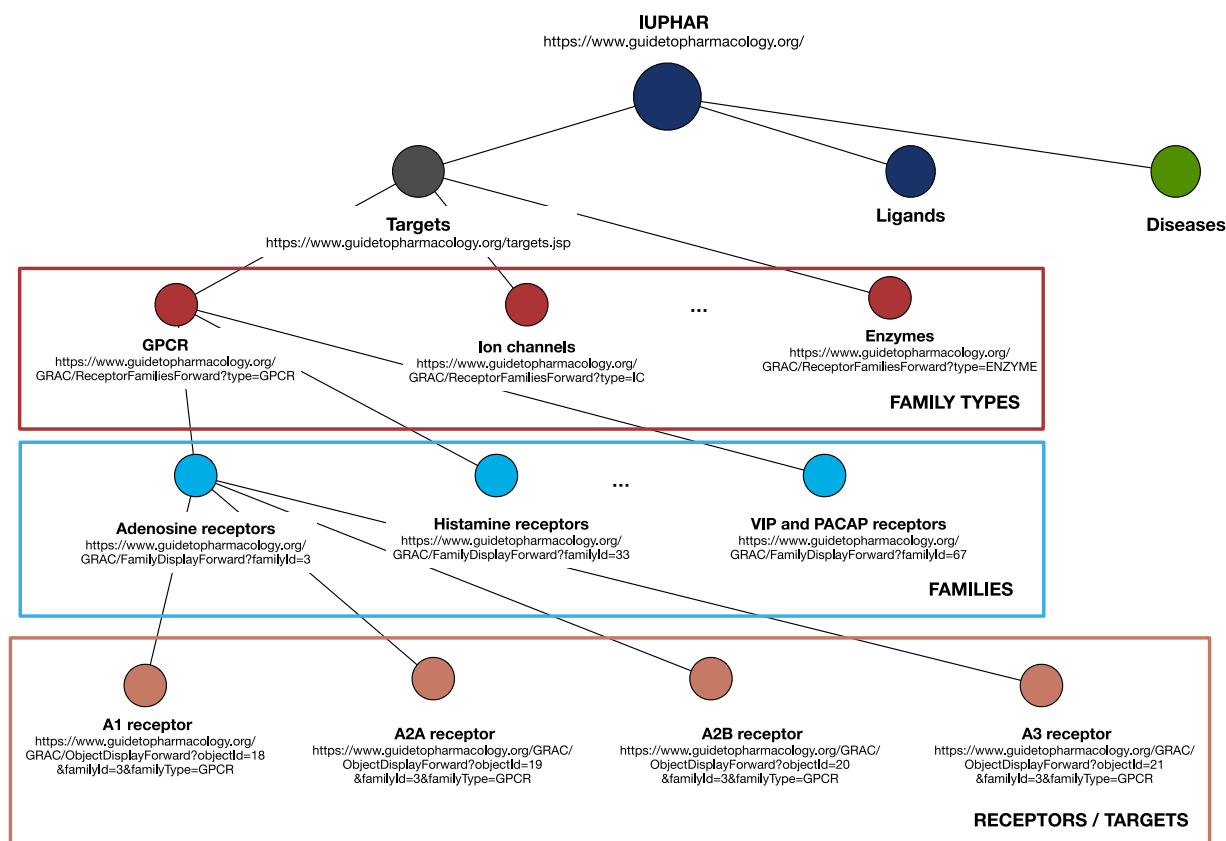 IUPHAR
https://www.guidetopharmacology.org/
Targets
https://www.guidetopharmacology.org/targets.jsp
Ligands
Diseases
...
GPCR
https://www.guidetopharmacology.org/
GRAC/ReceptorFamiliesForward?type=GPCR
Ion channels
https://www.guidetopharmacology.org/
GRAC/ReceptorFamiliesForward?type=IC
Enzymes
https://www.guidetopharmacology.org/
GRAC/ReceptorFamiliesForward?type=ENZYME
FAMILY TYPES
...
Adenosine receptors
https://www.guidetopharmacology.org/
GRAC/FamilyDisplayForward?familyId=3
Histamine receptors
https://www.guidetopharmacology.org/
GRAC/FamilyDisplayForward?familyId=33
VIP and PACAP receptors
https://www.guidetopharmacology.org/
GRAC/FamilyDisplayForward?familyId=67
FAMILIES
A1 receptor
https://www.guidetopharmacology.org/
GRAC/ObjectDisplayForward?objectId=18
&familyId=3&familyType=GPCR
A2A receptor
https://www.guidetopharmacology.org/GRAC/
ObjectDisplayForward?objectId=19
&familyId=3&familyType=GPCR
A2B receptor
https://www.guidetopharmacology.org/GRAC/
ObjectDisplayForward?objectId=20
&familyId=3&familyType=GPCR
A3 receptor
https://www.guidetopharmacology.org/GRAC/
ObjectDisplayForward?objectId=21
&familyId=3&familyType=GPCR
RECEPTORS / TARGETS